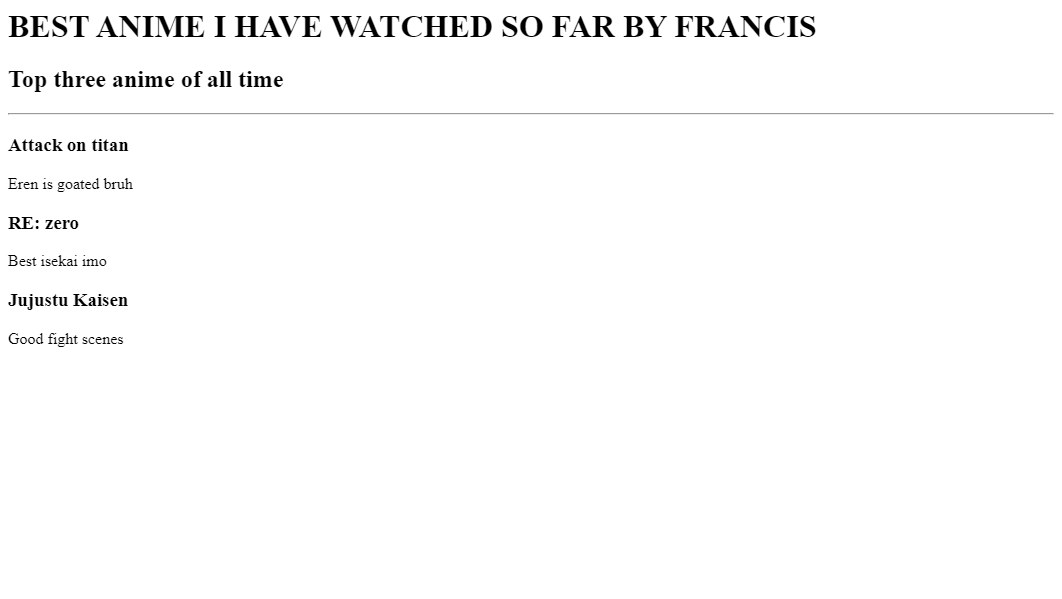 BEST ANIME I HAVE WATCHED SO FAR BY FRANCIS
Top three anime of all time
Attack on titan
Eren is goated bruh
RE: zero
Best isekai imo
Jujustu Kaisen
Good fight scenes